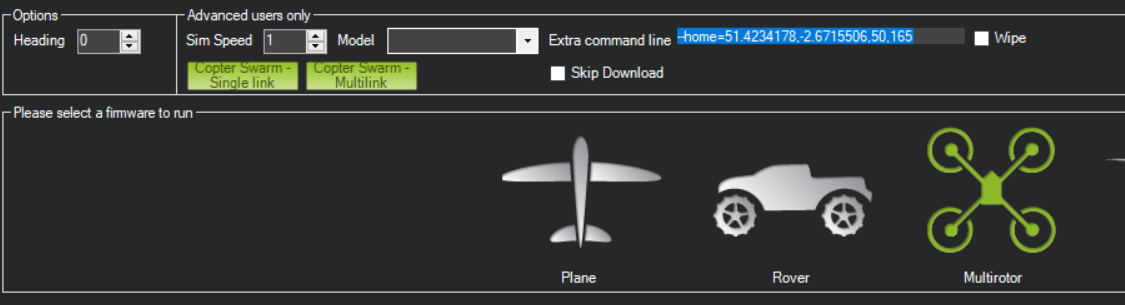 Options
Heading 0
Advanced users only
Sim Speed 1 Model Extra command line --home=51.4234178,-2.6715506,50,165 Wipe
Copter Swarm - Single link
Copter Swarm - Multilink
Skip Download
Please select a firmware to run
Plane
Rover
Multirotor